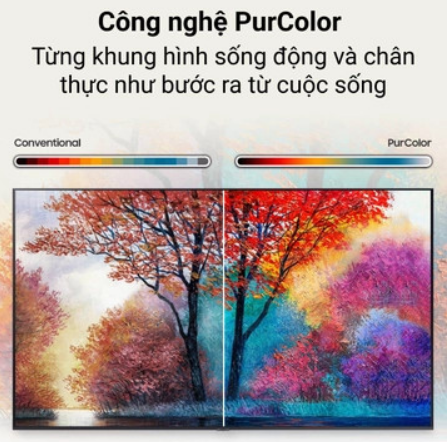 Công nghệ PurColor
Từng khung hình sống động và chân
thực như bước ra từ cuộc sống
Conventional
PurColor